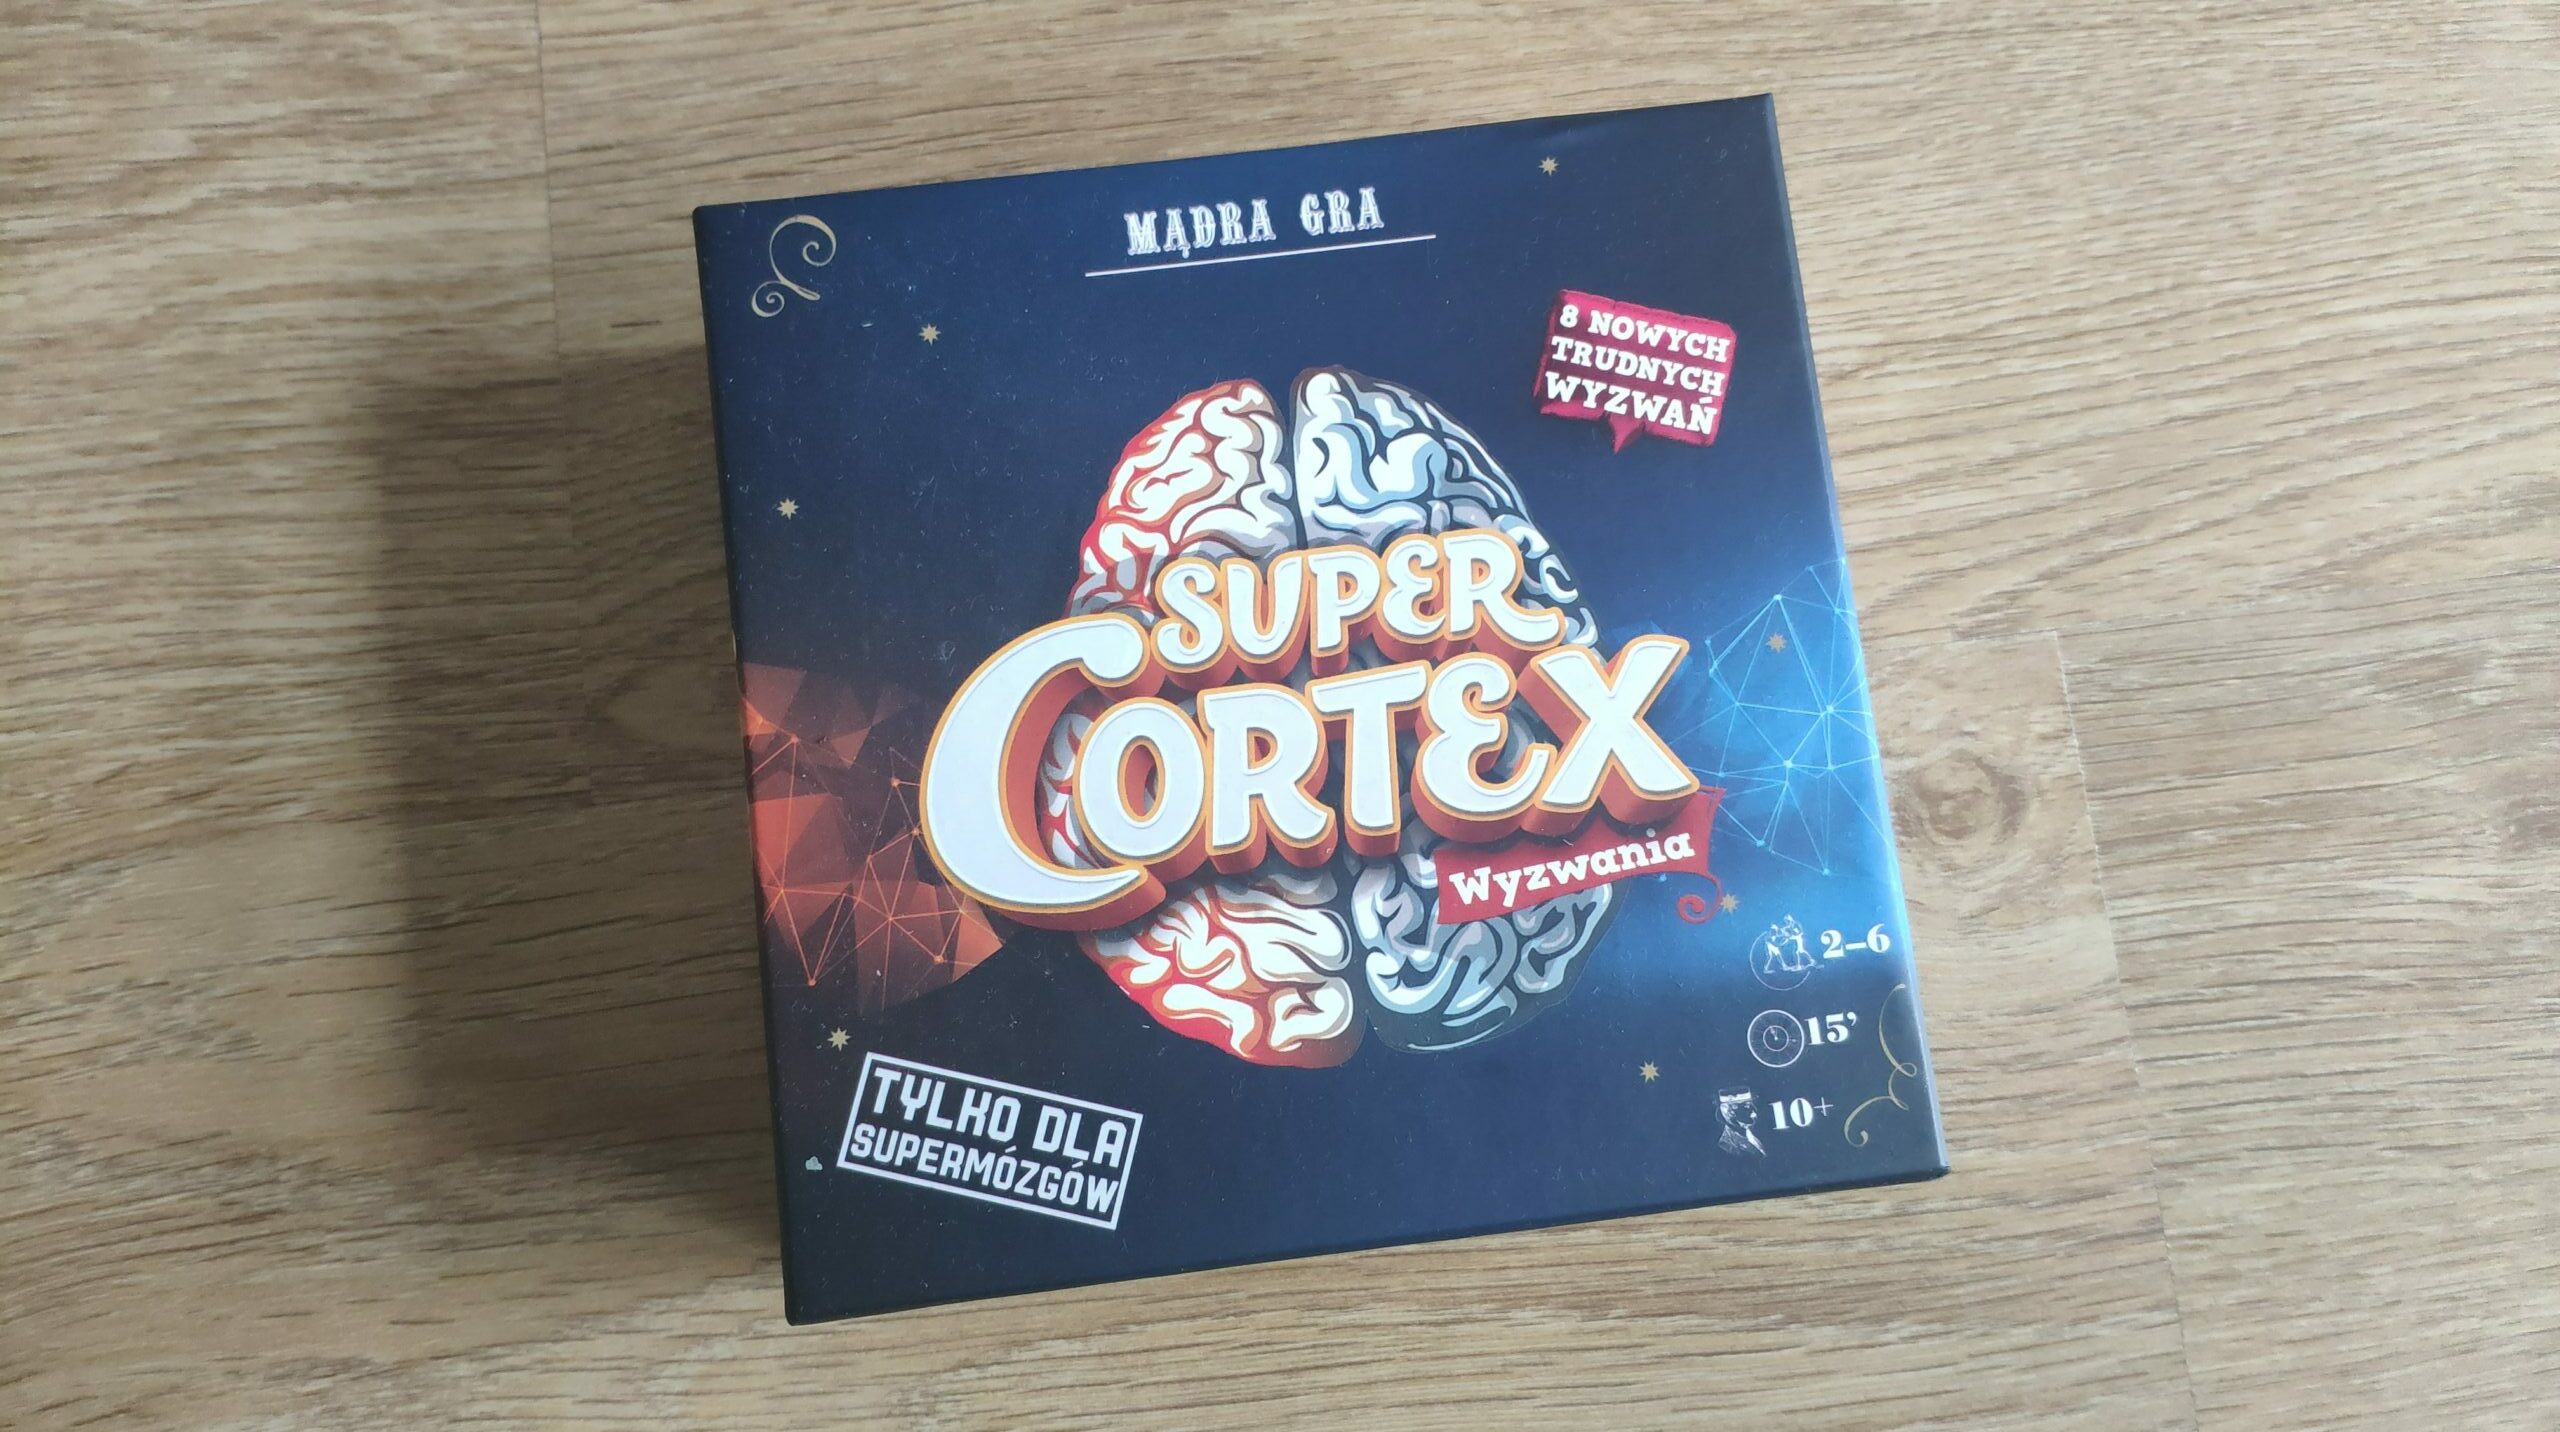 MĄDRA GRA
8 NOWYCH
TRUDNYCH
WYZWAŃ
SUPER
CORTEX
Wyzwania
2–6
15’
10+
TYLKO DLA
SUPERMÓZGÓW